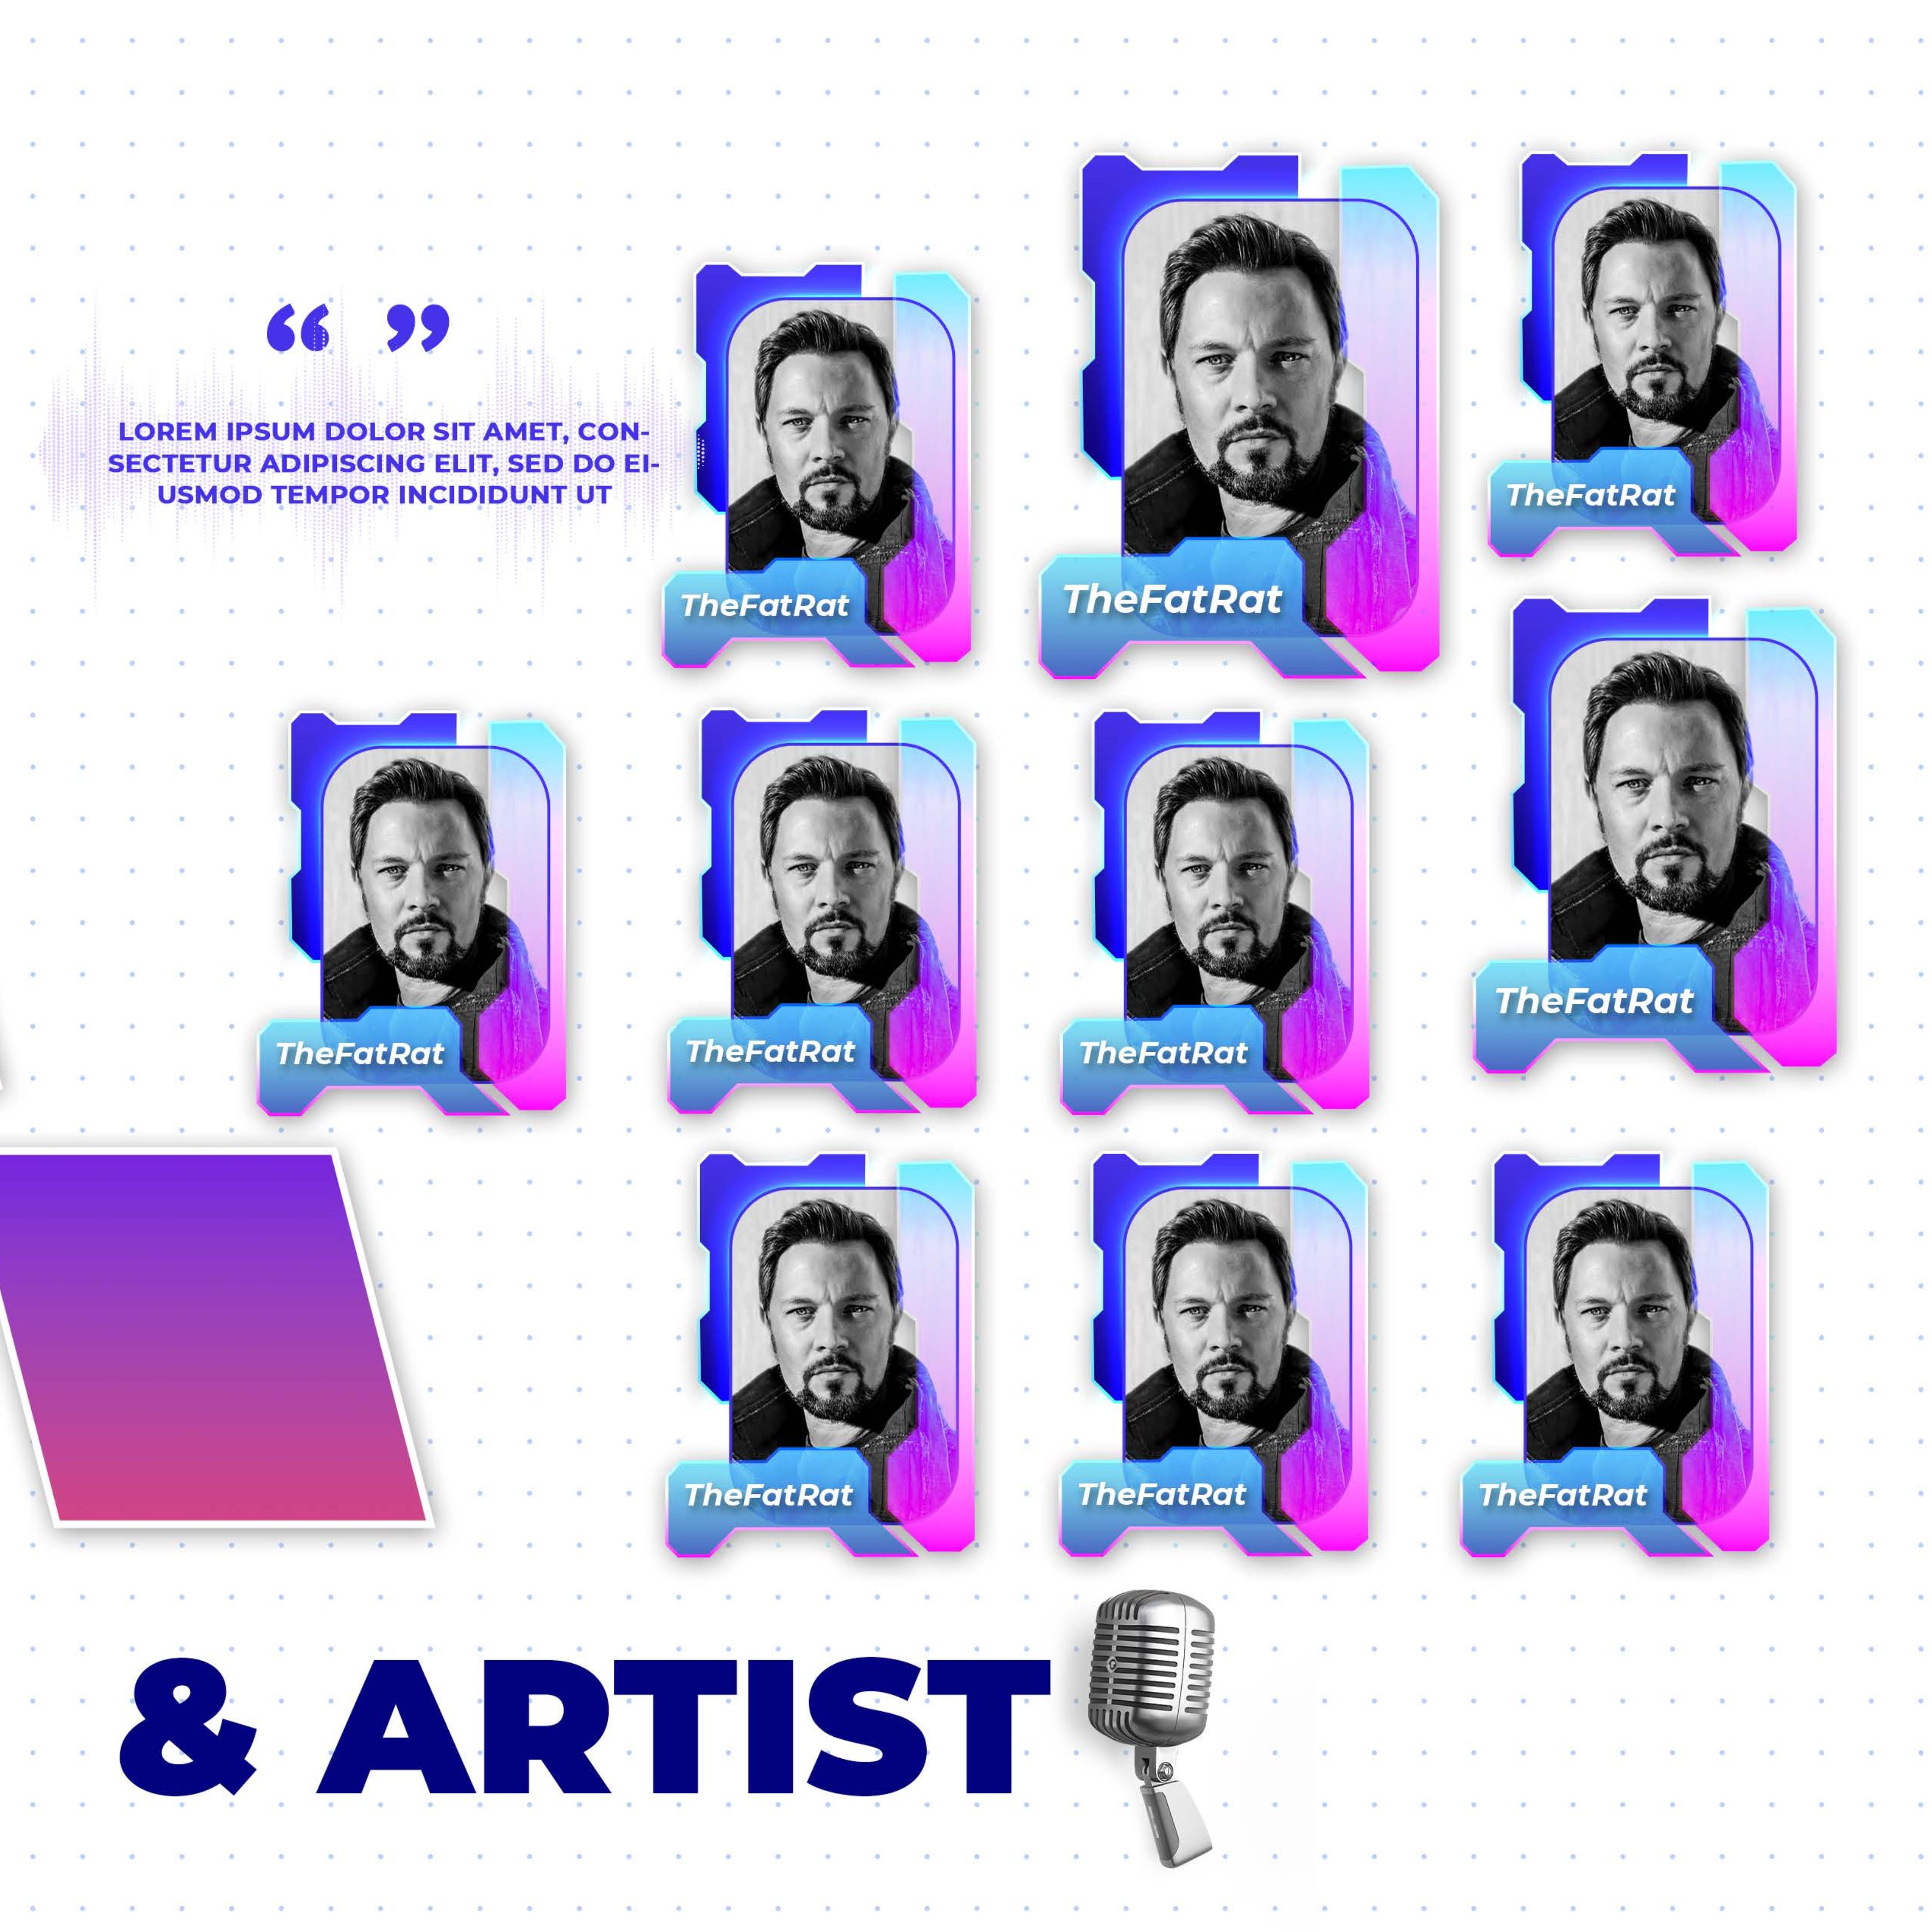 “ ”
LOREM IPSUM DOLOR SIT AMET, CON-
SECTETUR ADIPISCING ELIT, SED DO EI-
USMOD TEMPOR INCIDIDUNT UT
TheFatRat
TheFatRat
TheFatRat
TheFatRat
TheFatRat
TheFatRat
TheFatRat
TheFatRat
TheFatRat
TheFatRat
& ARTIST